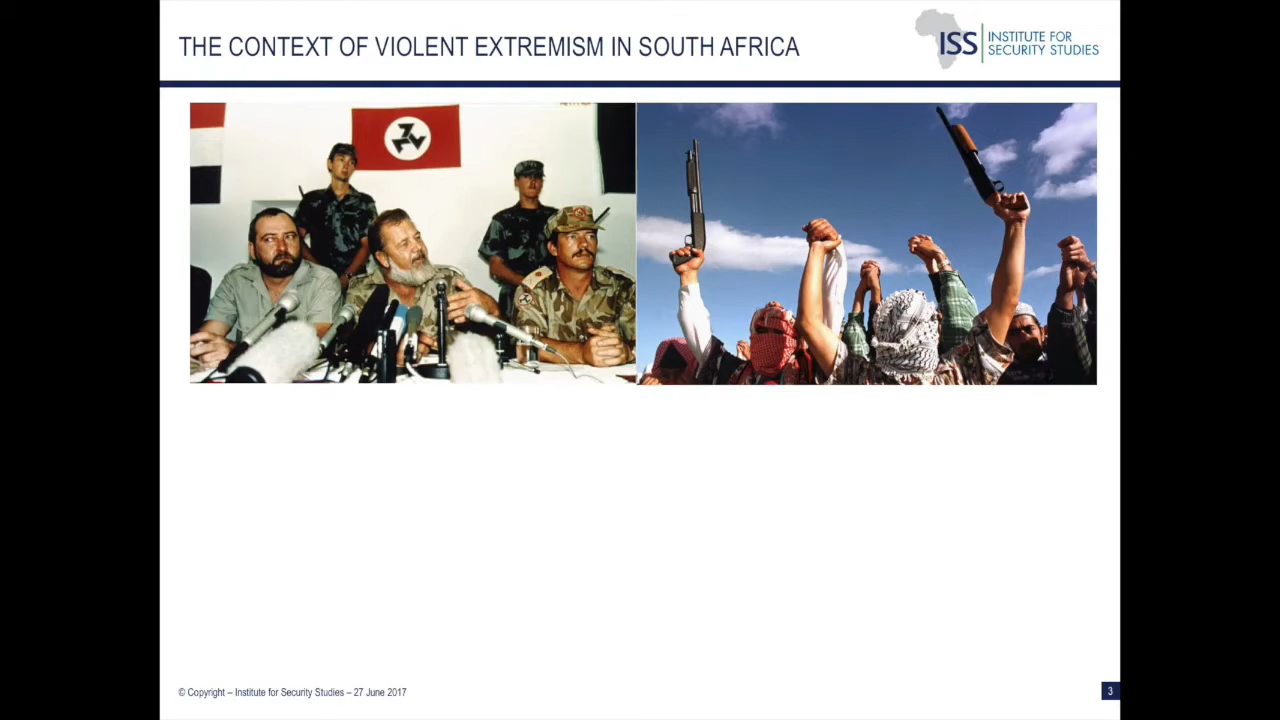 THE CONTEXT OF VIOLENT EXTREMISM IN SOUTH AFRICA
ISS
INSTITUTE FOR
SECURITY STUDIES
© Copyright – Institute for Security Studies – 27 June 2017
3